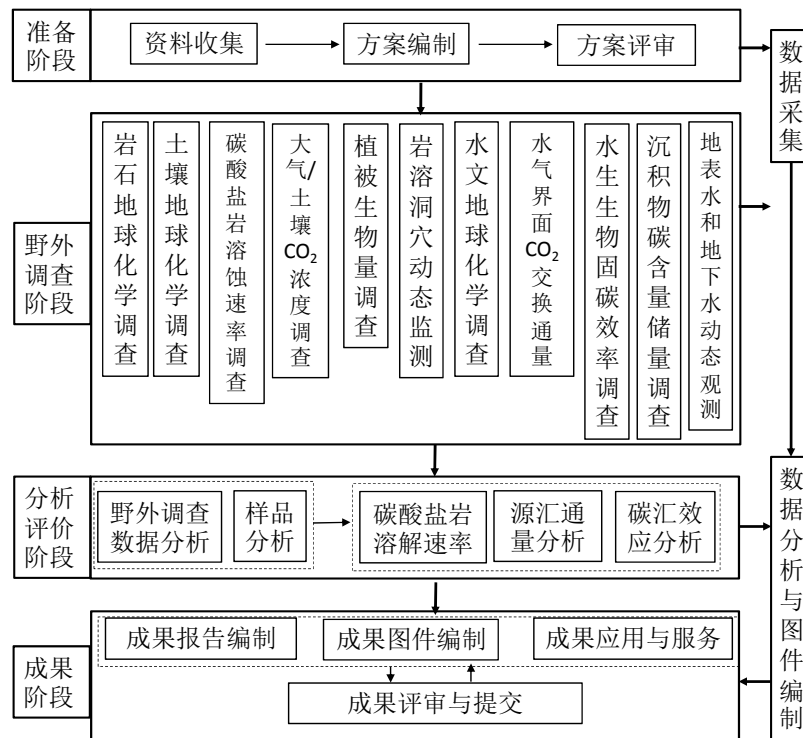 准备
阶段
资料收集
方案编制
方案评审
数据采集
野外
调查
阶段
岩石地球化学调查
土壤地球化学调查
碳酸盐岩溶蚀速率调查
大气/土壤CO₂浓度调查
植被生物量调查
岩溶洞穴动态监测
水文地球化学调查
水气界面CO₂交换通量
水生生物固碳效率调查
沉积物碳含量储量调查
地表水和地下水动态观测
分析
评价
阶段
野外调查
数据分析
样品
分析
碳酸盐岩
溶解速率
源汇通
量分析
碳汇效
应分析
数据分析与图件编制
成果
阶段
成果报告编制
成果图件编制
成果应用与服务
成果评审与提交